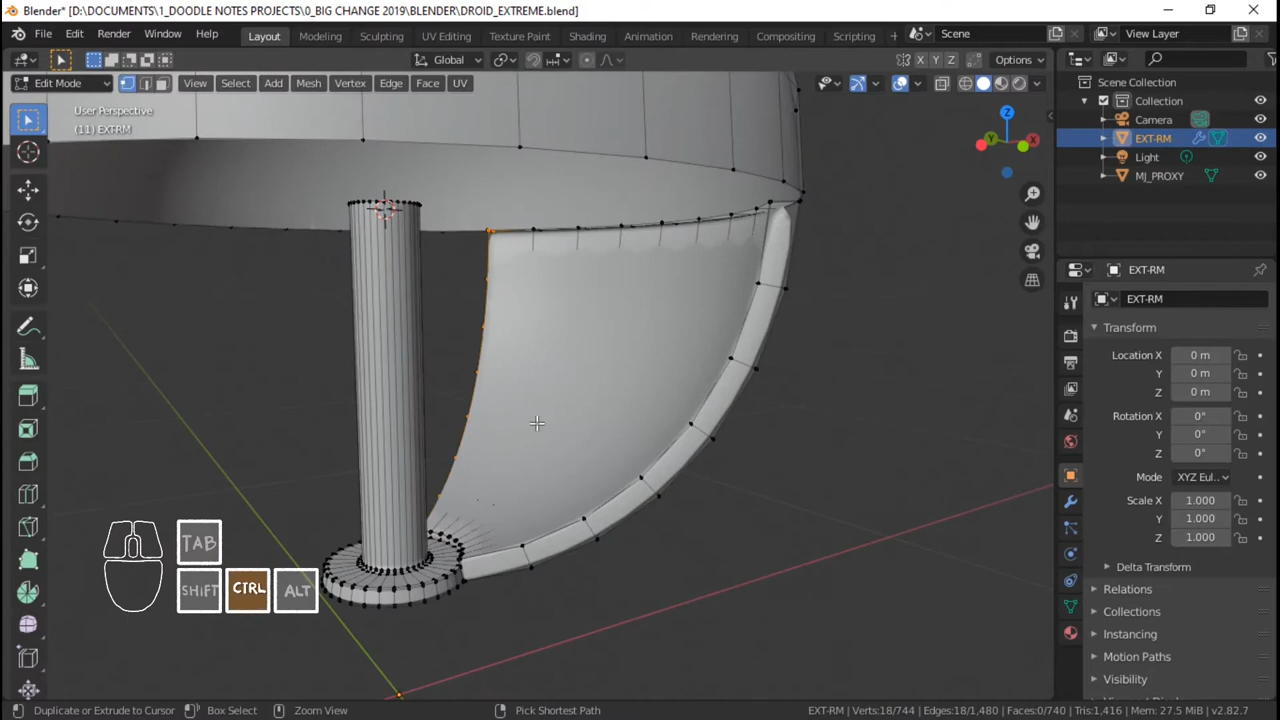 Blender* [D:\DOCUMENTS\1_DOODLE NOTES PROJECTS\0_BIG CHANGE 2019\BLENDER\DROID_EXTREME.blend]
File Edit Render Window Help Layout Modeling Sculpting UV Editing Texture Paint Shading Animation Rendering Compositing Scripting + Scene View Layer
Global X Y Z Options
Edit Mode View Select Add Mesh Vertex Edge Face UV
User Perspective
(11) EXT-RM
Z
Y
X
TAB
SHIFT CTRL ALT
Scene Collection
Collection
Camera
EXT-RM
Light
MJ_PROXY
EXT-RM
EXT-RM
Transform
Location X 0 m
Y 0 m
Z 0 m
Rotation X 0°
Y 0°
Z 0°
Mode XYZ Eul..
Scale X 1.000
Y 1.000
Z 1.000
Delta Transform
Relations
Collections
Instancing
Motion Paths
Visibility
Duplicate or Extrude to Cursor Box Select Zoom View Pick Shortest Path EXT-RM | Verts:18/744 | Edges:18/1,480 | Faces:0/740 | Tris:1,416 | Mem: 27.5 MiB | v2.82.7